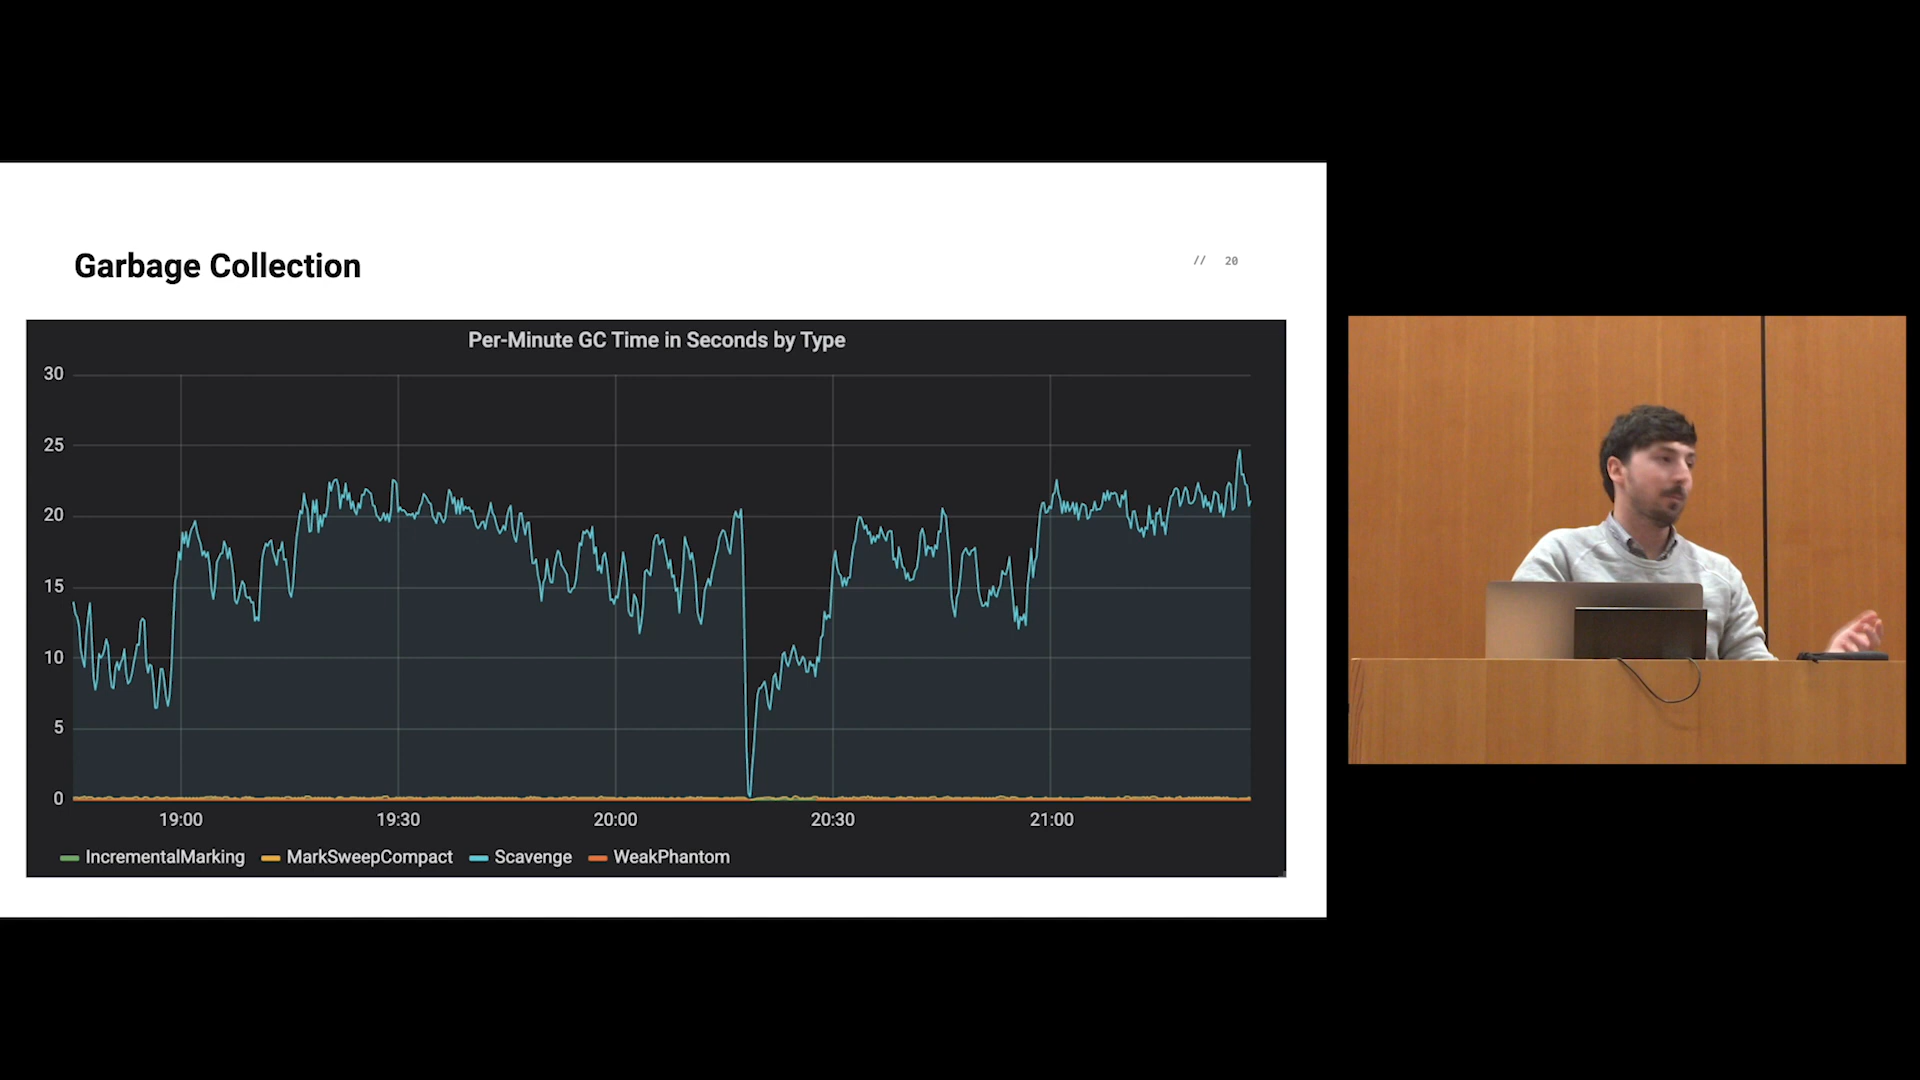 Garbage Collection
// 20
Per-Minute GC Time in Seconds by Type
30
25
20
15
10
5
0
19:00 19:30 20:00 20:30 21:00
IncrementalMarking MarkSweepCompact Scavenge WeakPhantom